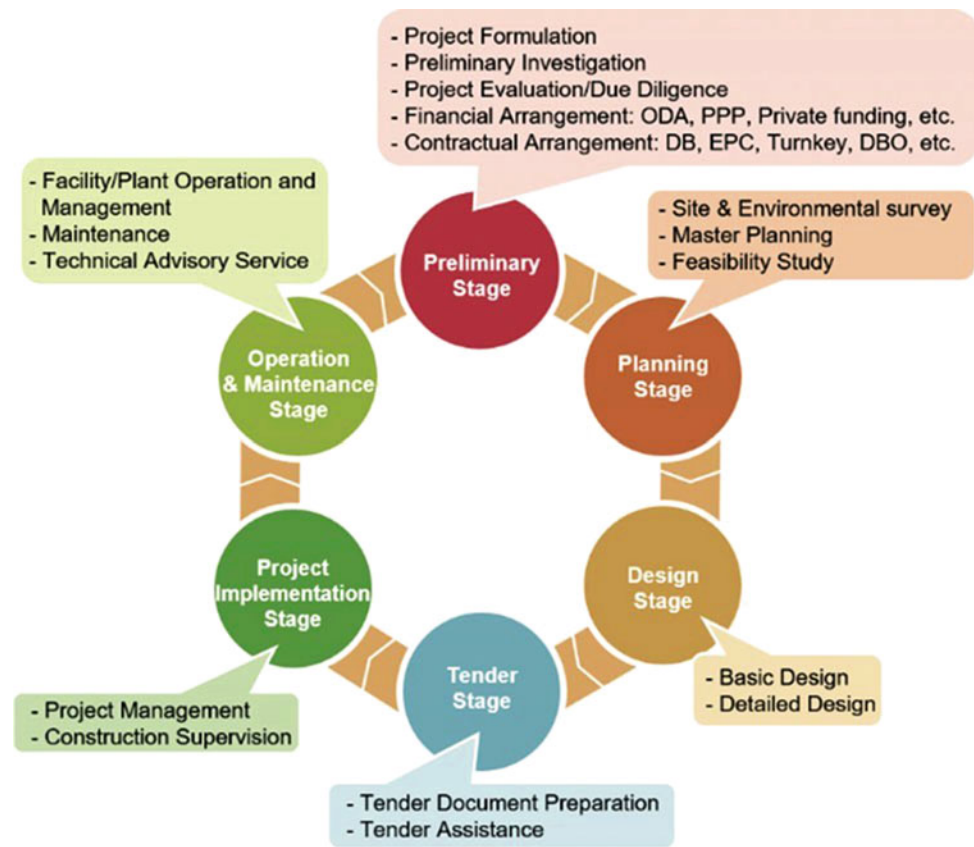 - Project Formulation
- Preliminary Investigation
- Project Evaluation/Due Diligence
- Financial Arrangement: ODA, PPP, Private funding, etc.
- Contractual Arrangement: DB, EPC, Turnkey, DBO, etc.
Preliminary
Stage
- Site & Environmental survey
- Master Planning
- Feasibility Study
Planning
Stage
Design
Stage
- Basic Design
- Detailed Design
Tender
Stage
- Tender Document Preparation
- Tender Assistance
Project
Implementation
Stage
- Project Management
- Construction Supervision
- Facility/Plant Operation and
Management
- Maintenance
- Technical Advisory Service
Operation
& Maintenance
Stage